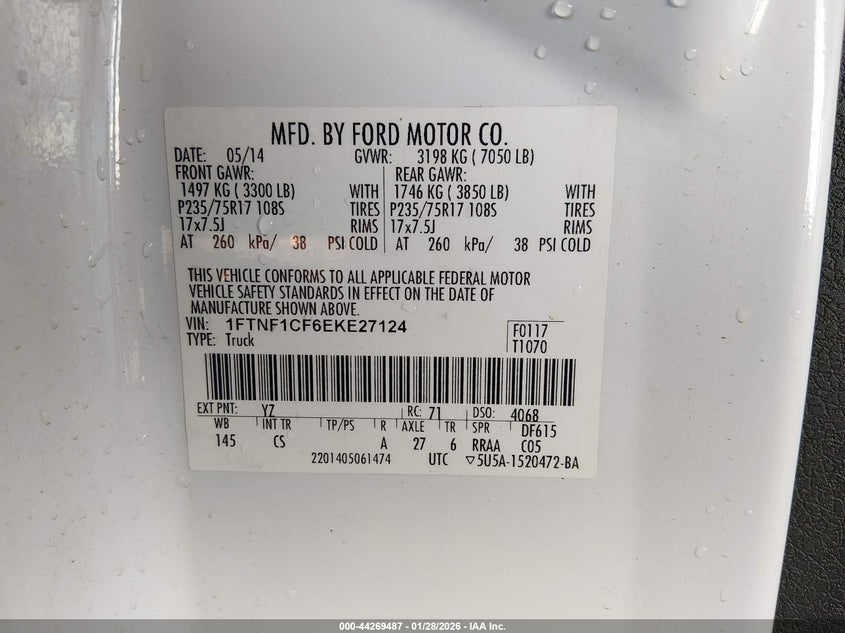 MFD. BY FORD MOTOR CO.
DATE: 05/14 GVWR: 3198 KG ( 7050 LB)
FRONT GAWR: REAR GAWR:
1497 KG ( 3300 LB) WITH 1746 KG ( 3850 LB) WITH
P235/75R17 108S TIRES P235/75R17 108S TIRES
17x7.5J RIMS 17x7.5J RIMS
AT 260 kPa/ 38 PSI COLD AT 260 kPa/ 38 PSI COLD
THIS VEHICLE CONFORMS TO ALL APPLICABLE FEDERAL MOTOR
VEHICLE SAFETY STANDARDS IN EFFECT ON THE DATE OF
MANUFACTURE SHOWN ABOVE.
VIN: 1FTNF1CF6EKE27124 F0117
TYPE: Truck T1070
EXT PNT: YZ RC: 71 DSO: 4068
WB INT TR TP/PS R AXLE TR SPR DF615
145 CS A 27 6 RRAA C05
2201405061474 UTC ▽5U5A-1520472-BA
000-44269487 - 01/28/2026 - IAA Inc.